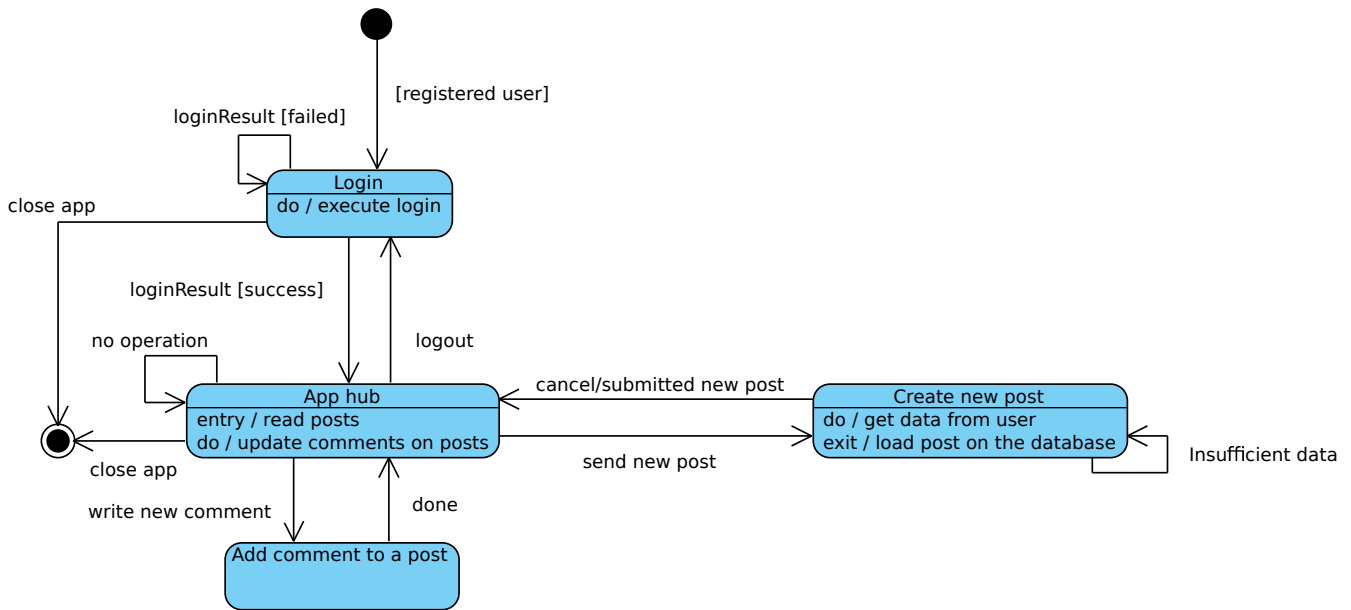 [registered user]
loginResult [failed]
Login
do / execute login
close app
loginResult [success]
no operation
logout
App hub
entry / read posts
do / update comments on posts
cancel/submitted new post
Create new post
do / get data from user
exit / load post on the database
send new post
Insufficient data
close app
write new comment
done
Add comment to a post